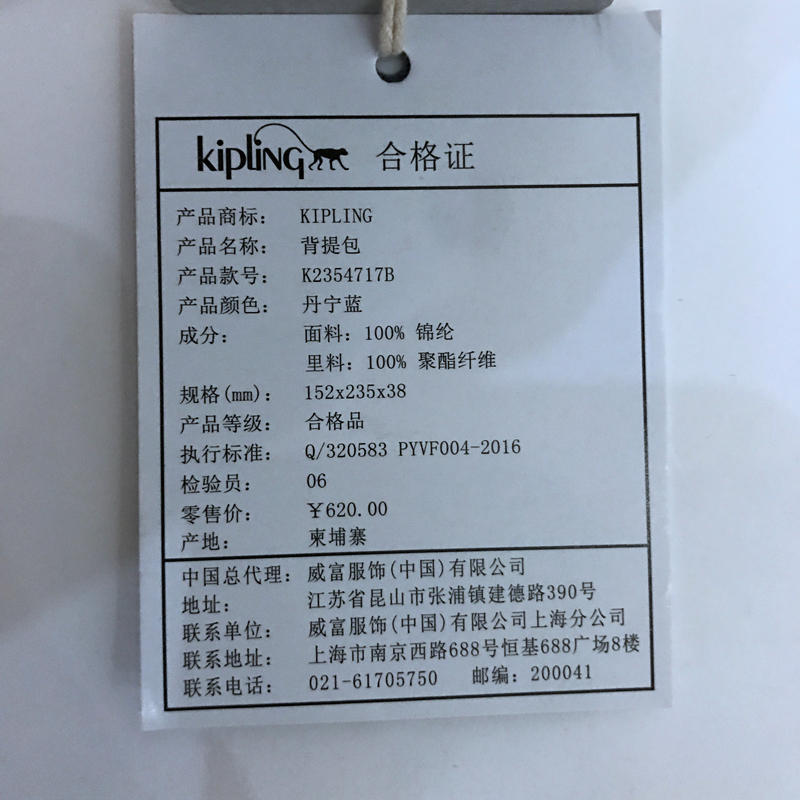 kipling 合格证
产品商标: KIPLING
产品名称: 背提包
产品款号: K2354717B
产品颜色: 丹宁蓝
成分: 面料: 100% 锦纶
里料: 100% 聚酯纤维
规格(mm): 152x235x38
产品等级: 合格品
执行标准: Q/320583 PYVF004-2016
检验员: 06
零售价: ￥620.00
产地: 柬埔寨
中国总代理: 威富服饰(中国)有限公司
地址: 江苏省昆山市张浦镇建德路390号
联系单位: 威富服饰(中国)有限公司上海分公司
联系地址: 上海市南京西路688号恒基688广场8楼
联系电话: 021-61705750 邮编: 200041